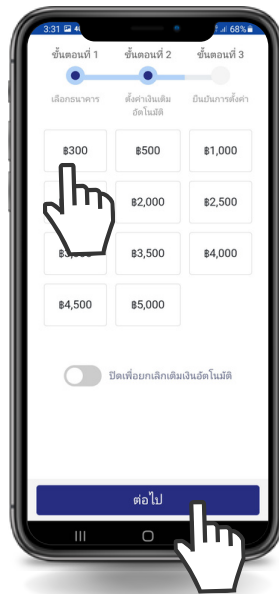 3:31 68%
ขั้นตอนที่ 1 ขั้นตอนที่ 2 ขั้นตอนที่ 3
เลือกธนาคาร ตั้งค่าเงินเติม ยืนยันการตั้งค่า
อัตโนมัติ
฿300 ฿500 ฿1,000
฿2,000 ฿2,500
฿3,500 ฿4,000
฿4,500 ฿5,000
ปิดเพื่อยกเลิกเติมเงินอัตโนมัติ
ต่อไป